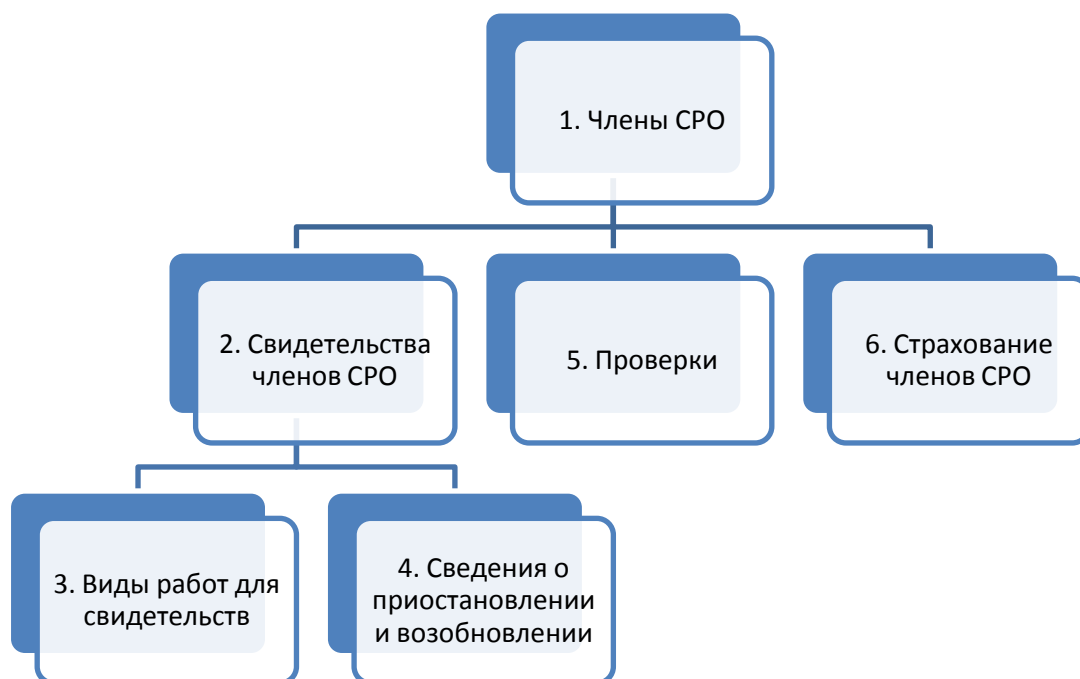 1. Члены СРО
2. Свидетельства
членов СРО
5. Проверки
6. Страхование
членов СРО
3. Виды работ для
свидетельств
4. Сведения о
приостановлении
и возобновлении